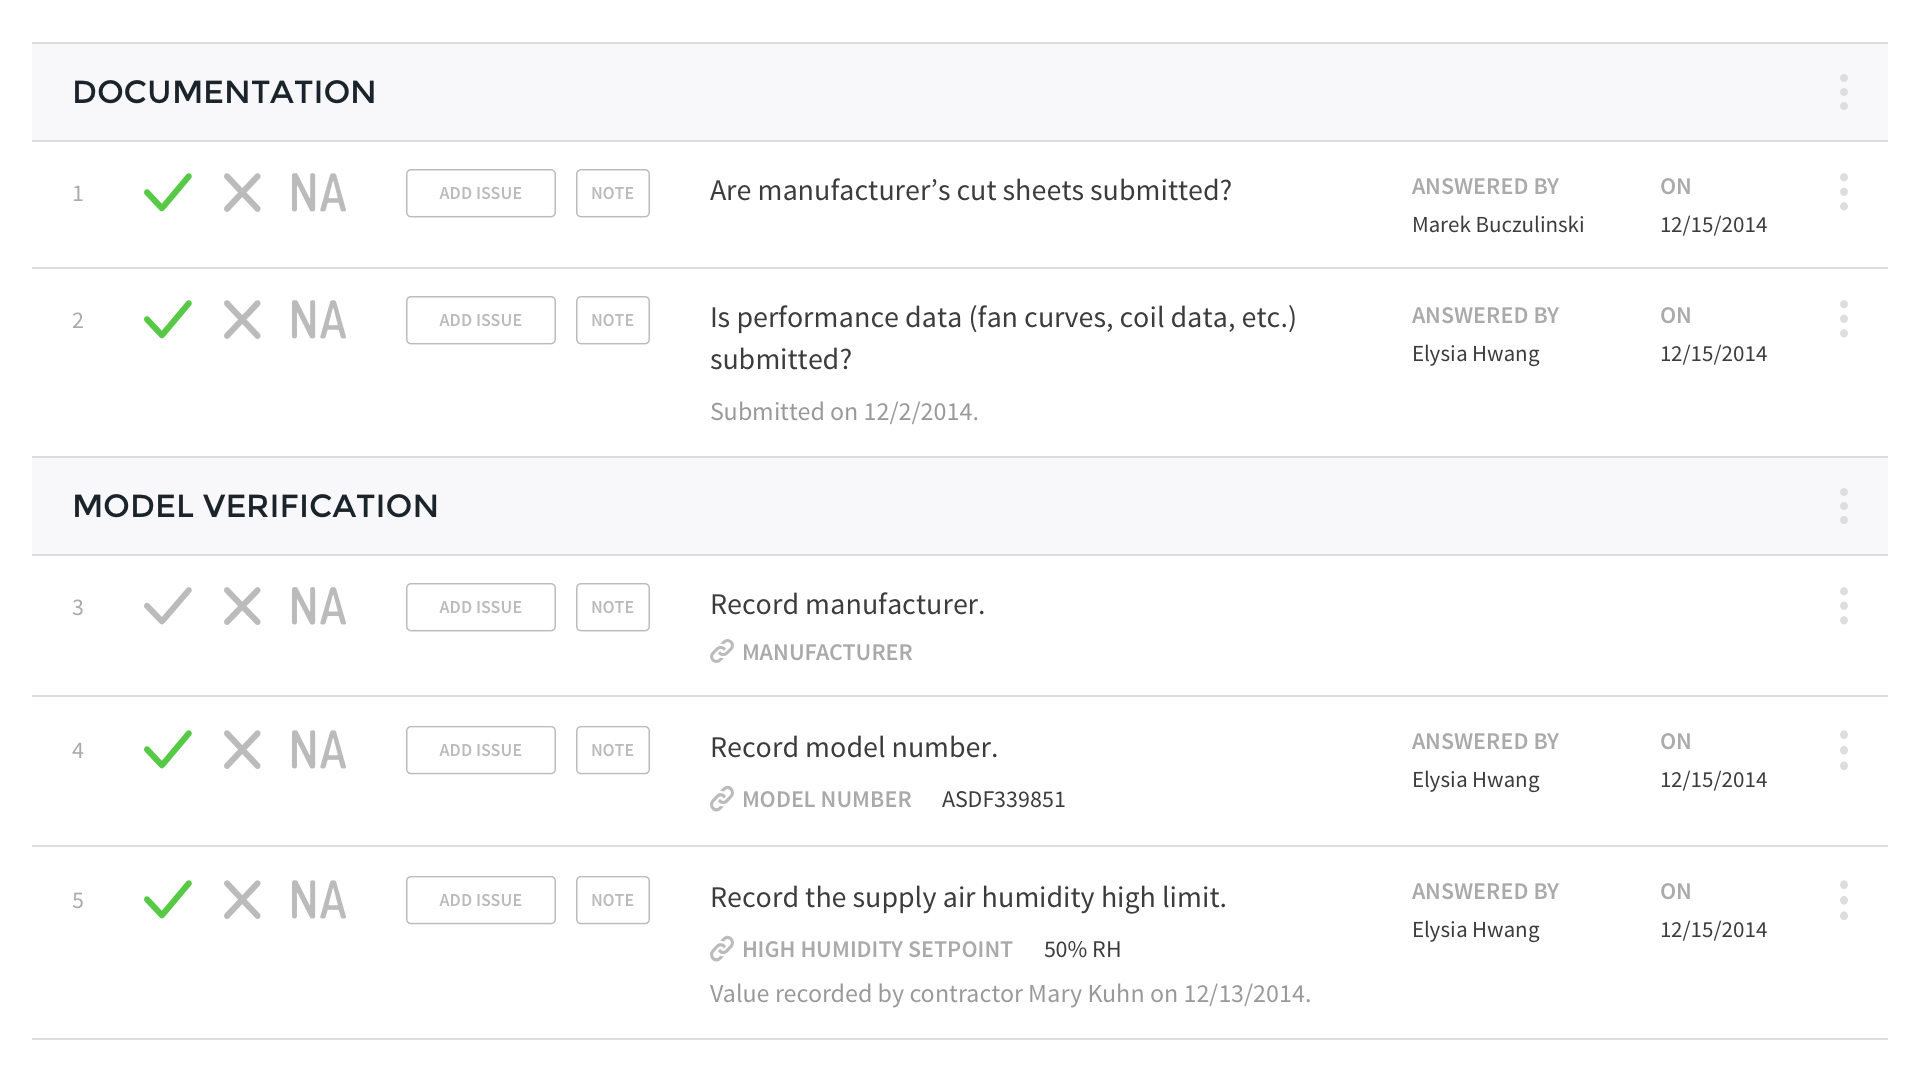 DOCUMENTATION
1 NA ADD ISSUE NOTE Are manufacturer’s cut sheets submitted? ANSWERED BY ON
Marek Buczulinski 12/15/2014
2 NA ADD ISSUE NOTE Is performance data (fan curves, coil data, etc.) ANSWERED BY ON
submitted? Elysia Hwang 12/15/2014
Submitted on 12/2/2014.
MODEL VERIFICATION
3 NA ADD ISSUE NOTE Record manufacturer.
MANUFACTURER
4 NA ADD ISSUE NOTE Record model number. ANSWERED BY ON
MODEL NUMBER ASDF339851 Elysia Hwang 12/15/2014
5 NA ADD ISSUE NOTE Record the supply air humidity high limit. ANSWERED BY ON
HIGH HUMIDITY SETPOINT 50% RH Elysia Hwang 12/15/2014
Value recorded by contractor Mary Kuhn on 12/13/2014.